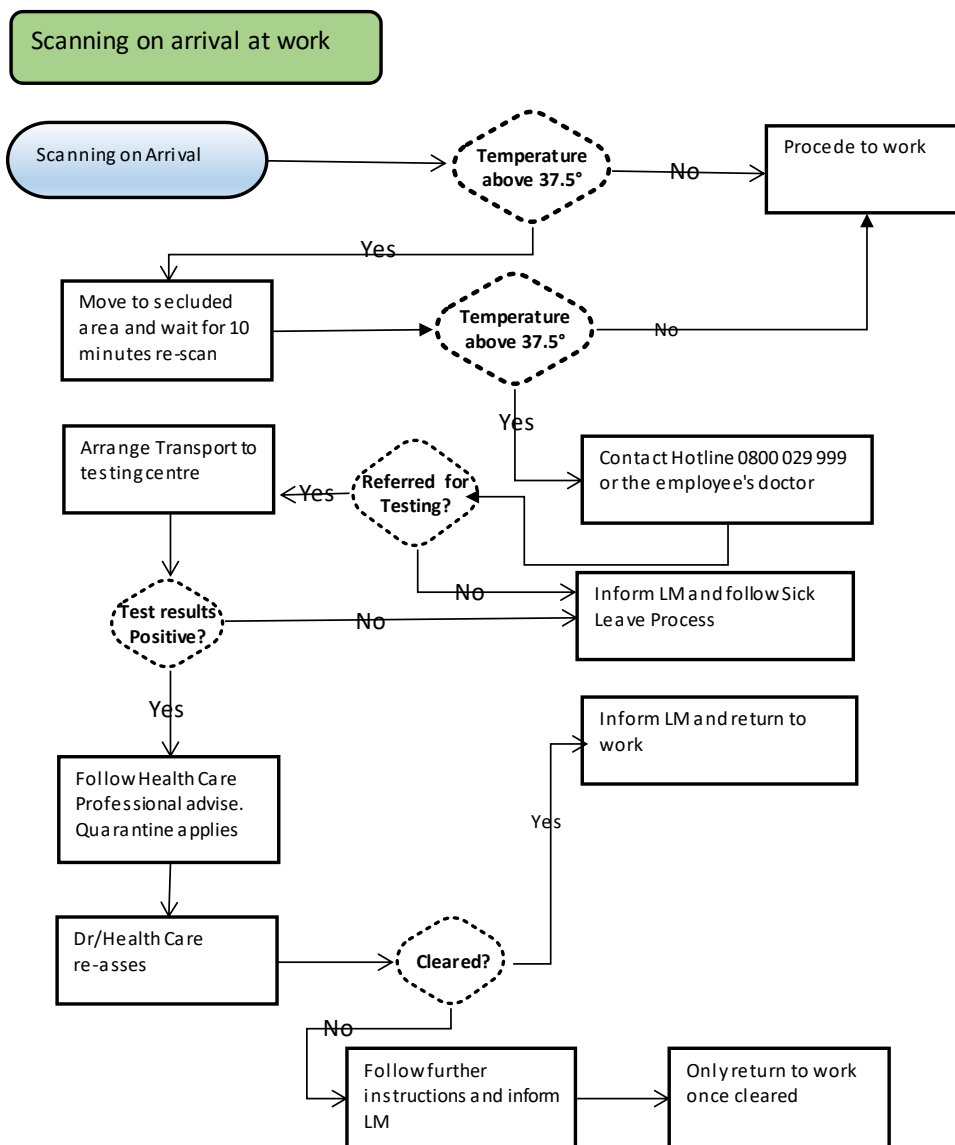 Scanning on arrival at work
Scanning on Arrival
Temperature
above 37.5°
No
Procede to work
Yes
Move to secluded
area and wait for 10
minutes re-scan
Temperature
above 37.5°
No
Yes
Arrange Transport to
testing centre
Yes
Referred for
Testing?
Contact Hotline 0800 029 999
or the employee's doctor
No
Inform LM and follow Sick
Leave Process
Test results
Positive?
No
Yes
Inform LM and return to
work
Follow Health Care
Professional advise.
Quarantine applies
Yes
Dr/Health Care
re-asses
Cleared?
No
Follow further
instructions and inform
LM
Only return to work
once cleared